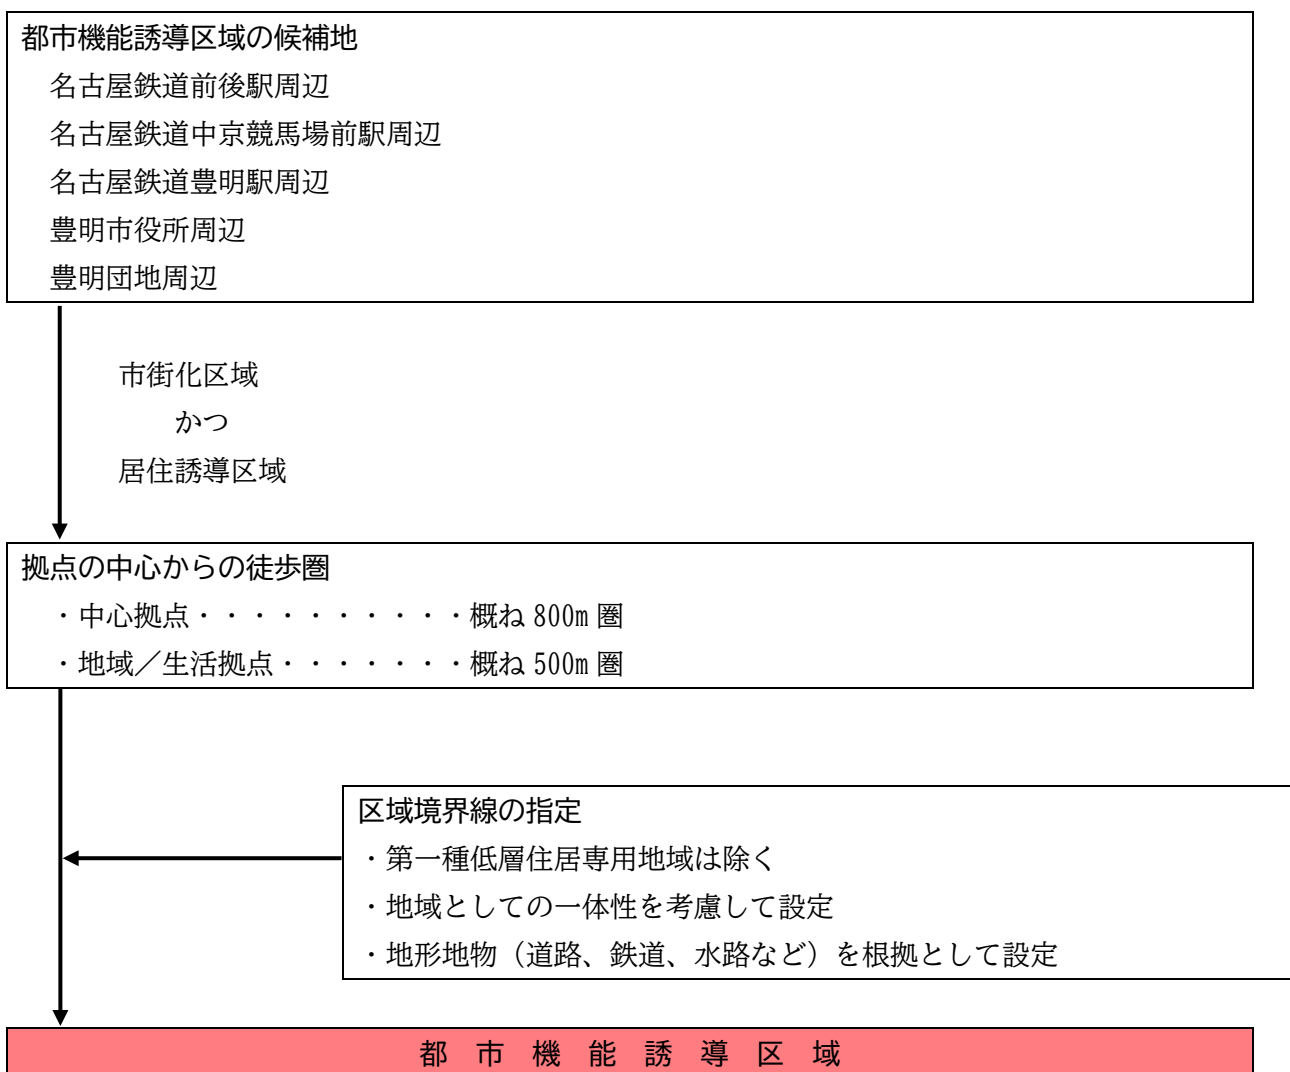 都市機能誘導区域の候補地
名古屋鉄道前後駅周辺
名古屋鉄道中京競馬場前駅周辺
名古屋鉄道豊明駅周辺
豊明市役所周辺
豊明団地周辺
市街化区域
かつ
居住誘導区域
拠点の中心からの徒歩圏
・中心拠点・・・・・・・・・・概ね 800m 圏
・地域／生活拠点・・・・・・・概ね 500m 圏
区域境界線の指定
・第一種低層住居専用地域は除く
・地域としての一体性を考慮して設定
・地形地物（道路、鉄道、水路など）を根拠として設定
都 市 機 能 誘 導 区 域